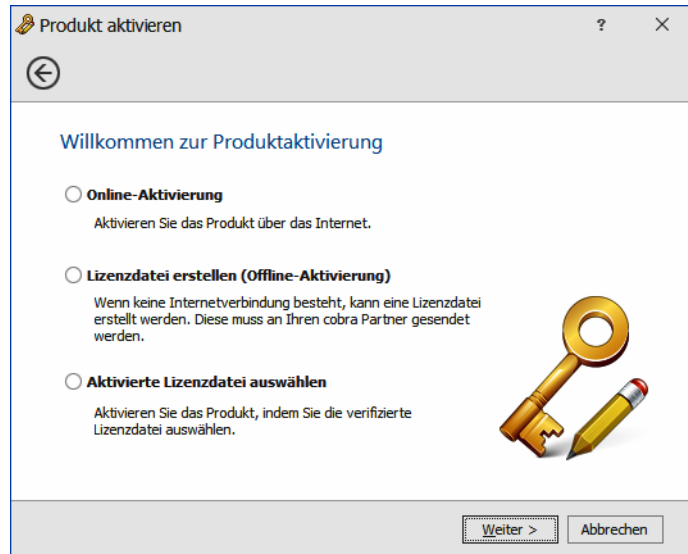 Produkt aktivieren
?
Willkommen zur Produktaktivierung
Online-Aktivierung
Aktivieren Sie das Produkt über das Internet.
Lizenzdatei erstellen (Offline-Aktivierung)
Wenn keine Internetverbindung besteht, kann eine Lizenzdatei
erstellt werden. Diese muss an Ihren cobra Partner gesendet
werden.
Aktivierte Lizenzdatei auswählen
Aktivieren Sie das Produkt, indem Sie die verifizierte
Lizenzdatei auswählen.
Weiter >
Abbrechen